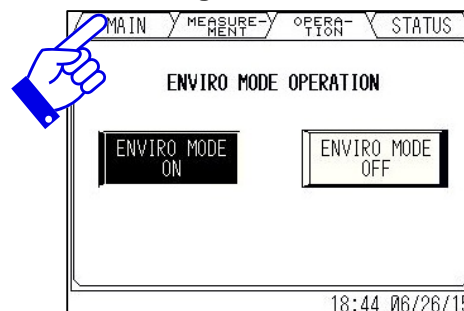 MAIN MEASURE-MENT OPERA-TION STATUS
ENVIRO MODE OPERATION
ENVIRO MODE ON
ENVIRO MODE OFF
18:44 06/26/15